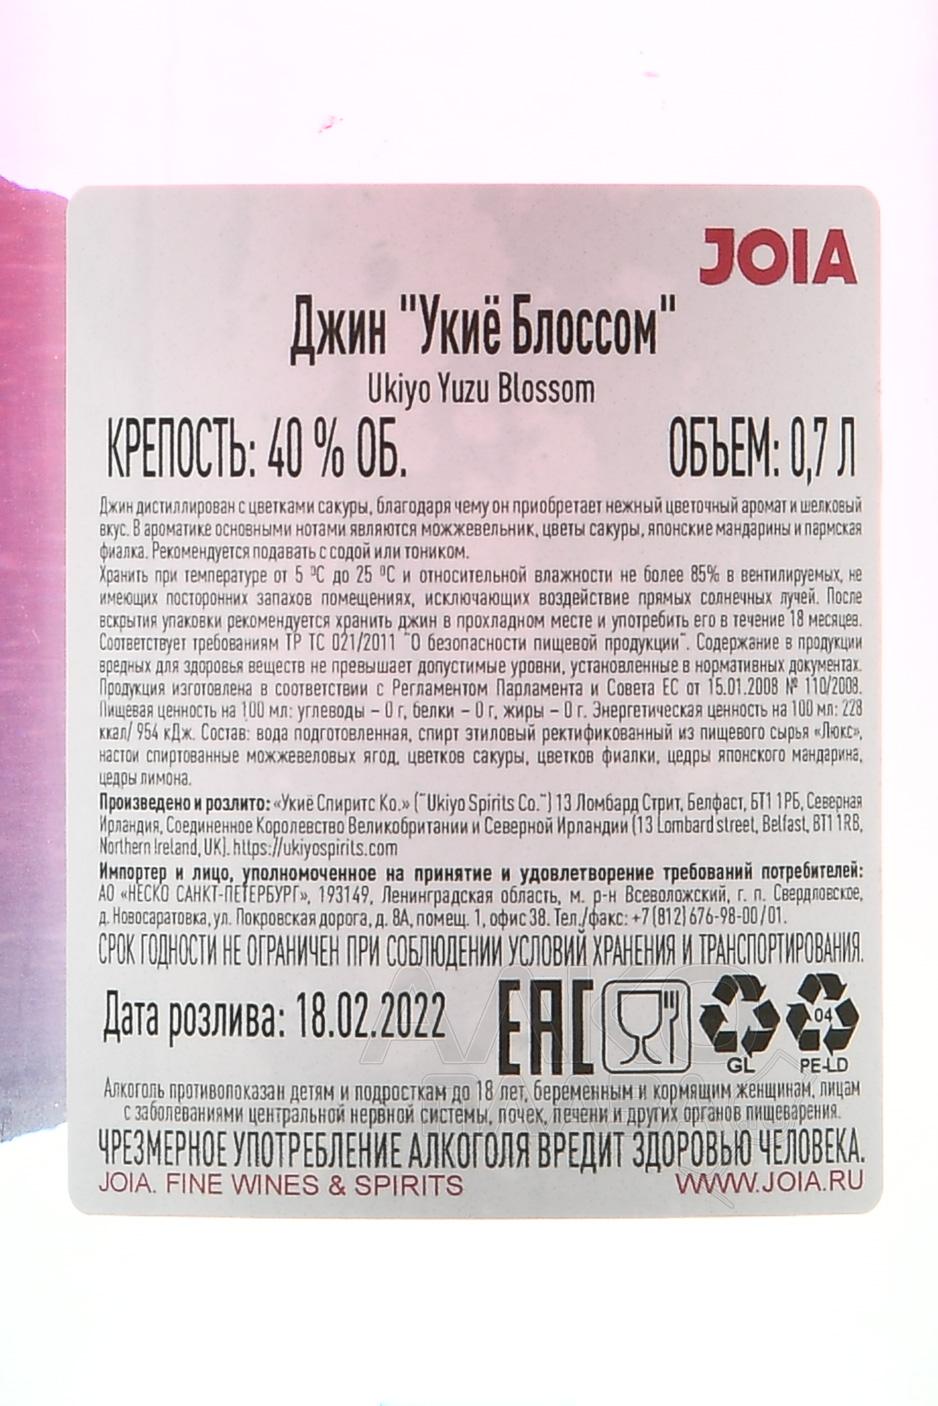 JOIA
Джин "Укиё Блоссом"
Ukiyo Yuzu Blossom
КРЕПОСТЬ: 40 % ОБ. ОБЪЕМ: 0,7 Л
Джин дистиллирован с цветками сакуры, благодаря чему он приобретает нежный цветочный аромат и шелковый
вкус. В ароматике основными нотами являются можжевельник, цветы сакуры, японские мандарины и пармская
фиалка. Рекомендуется подавать с содой или тоником.
Хранить при температуре от 5 ºС до 25 ºС и относительной влажности не более 85% в вентилируемых, не
имеющих посторонних запахов помещениях, исключающих воздействие прямых солнечных лучей. После
вскрытия упаковки рекомендуется хранить джин в прохладном месте и употребить его в течение 18 месяцев.
Соответствует требованиям ТР ТС 021/2011 "О безопасности пищевой продукции". Содержание в продукции
вредных для здоровья веществ не превышает допустимые уровни, установленные в нормативных документах.
Продукция изготовлена в соответствии с Регламентом Парламента и Совета ЕС от 15.01.2008 № 110/2008.
Пищевая ценность на 100 мл: углеводы – 0 г, белки – 0 г, жиры – 0 г. Энергетическая ценность на 100 мл: 228
ккал/ 954 кДж. Состав: вода подготовленная, спирт этиловый ректификованный из пищевого сырья «Люкс»,
настои спиртованные можжевеловых ягод, цветков сакуры, цветков фиалки, цедры японского мандарина,
цедры лимона.
Произведено и розлито: «Укиё Спиритс Ко.» ("Ukiyo Spirits Co.") 13 Ломбард Стрит, Белфаст, БТ1 1РБ, Северная
Ирландия, Соединенное Королевство Великобритании и Северной Ирландии (13 Lombard street, Belfast, BT1 1RB,
Northern Ireland, UK). https://ukiyospirits.com
Импортер и лицо, уполномоченное на принятие и удовлетворение требований потребителей:
АО «НЕСКО САНКТ-ПЕТЕРБУРГ», 193149, Ленинградская область, м. р-н Всеволожский, г. п. Свердловское,
д. Новосаратовка, ул. Покровская дорога, д. 8А, помещ. 1, офис 38. Тел./факс: +7 (812) 676-98-00/01.
СРОК ГОДНОСТИ НЕ ОГРАНИЧЕН ПРИ СОБЛЮДЕНИИ УСЛОВИЙ ХРАНЕНИЯ И ТРАНСПОРТИРОВАНИЯ.
Дата розлива: 18.02.2022 EAC 04
GL PE-LD
Алкоголь противопоказан детям и подросткам до 18 лет, беременным и кормящим женщинам, лицам
с заболеваниями центральной нервной системы, почек, печени и других органов пищеварения.
ЧРЕЗМЕРНОЕ УПОТРЕБЛЕНИЕ АЛКОГОЛЯ ВРЕДИТ ЗДОРОВЬЮ ЧЕЛОВЕКА.
JOIA. FINE WINES & SPIRITS WWW.JOIA.RU